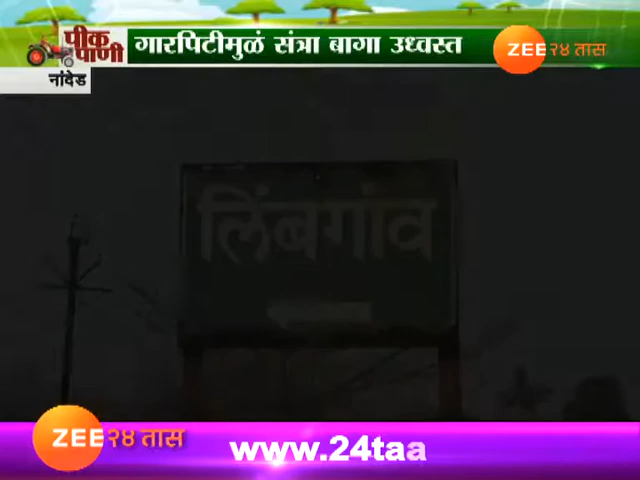 पीक
पाणी
गारपिटीमुळं संत्रा बागा उध्वस्त
ZEE २४ तास
नांदेड
लिंबगांव
ZEE २४ तास
www.24taa